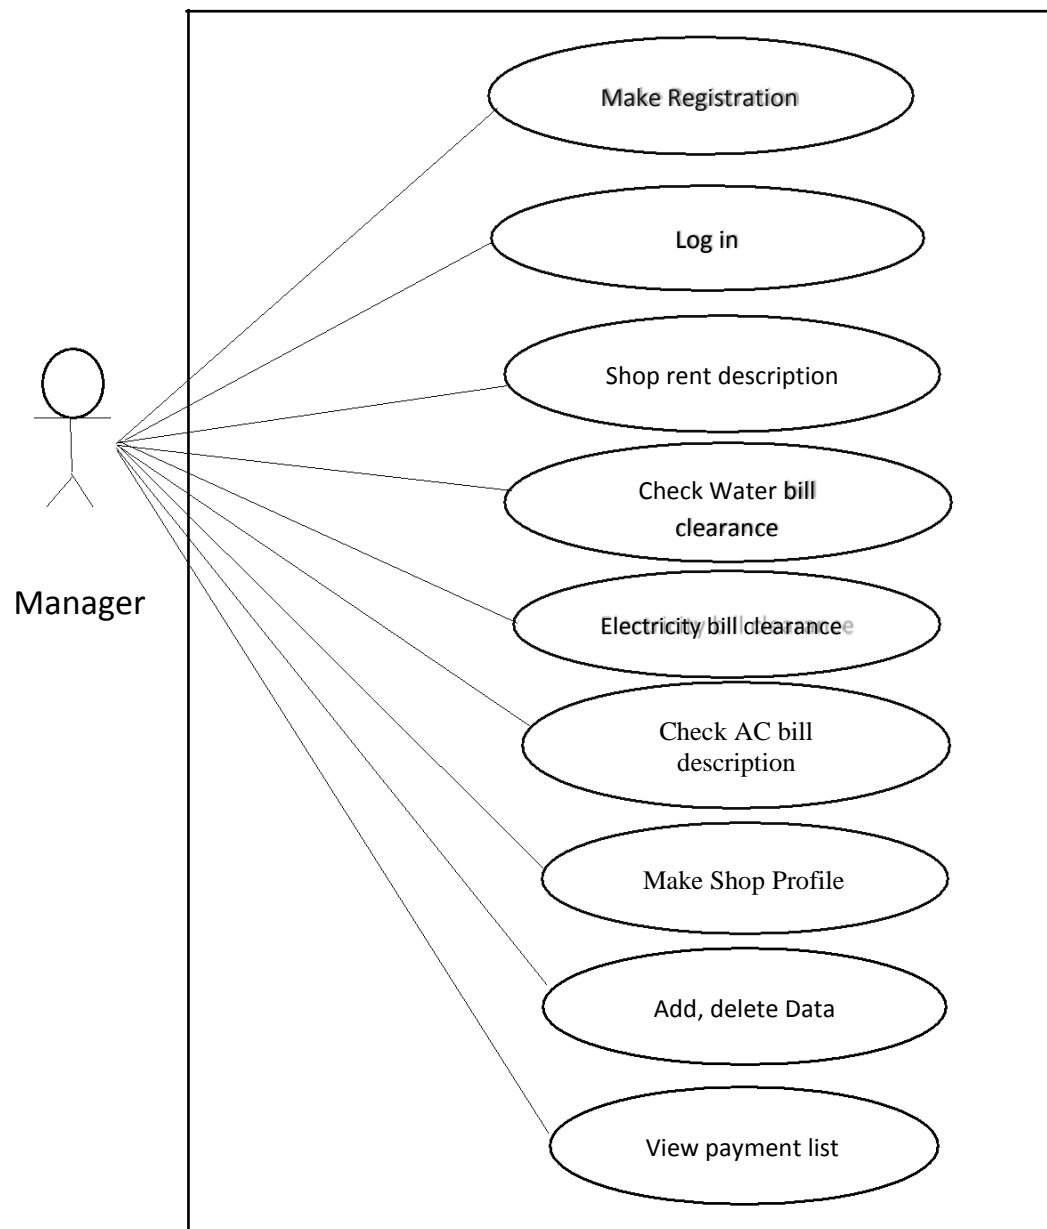 Make Registration
Log in
Shop rent description
Check Water bill
clearance
Manager
Electricity bill clearance
Check AC bill
description
Make Shop Profile
Add, delete Data
View payment list